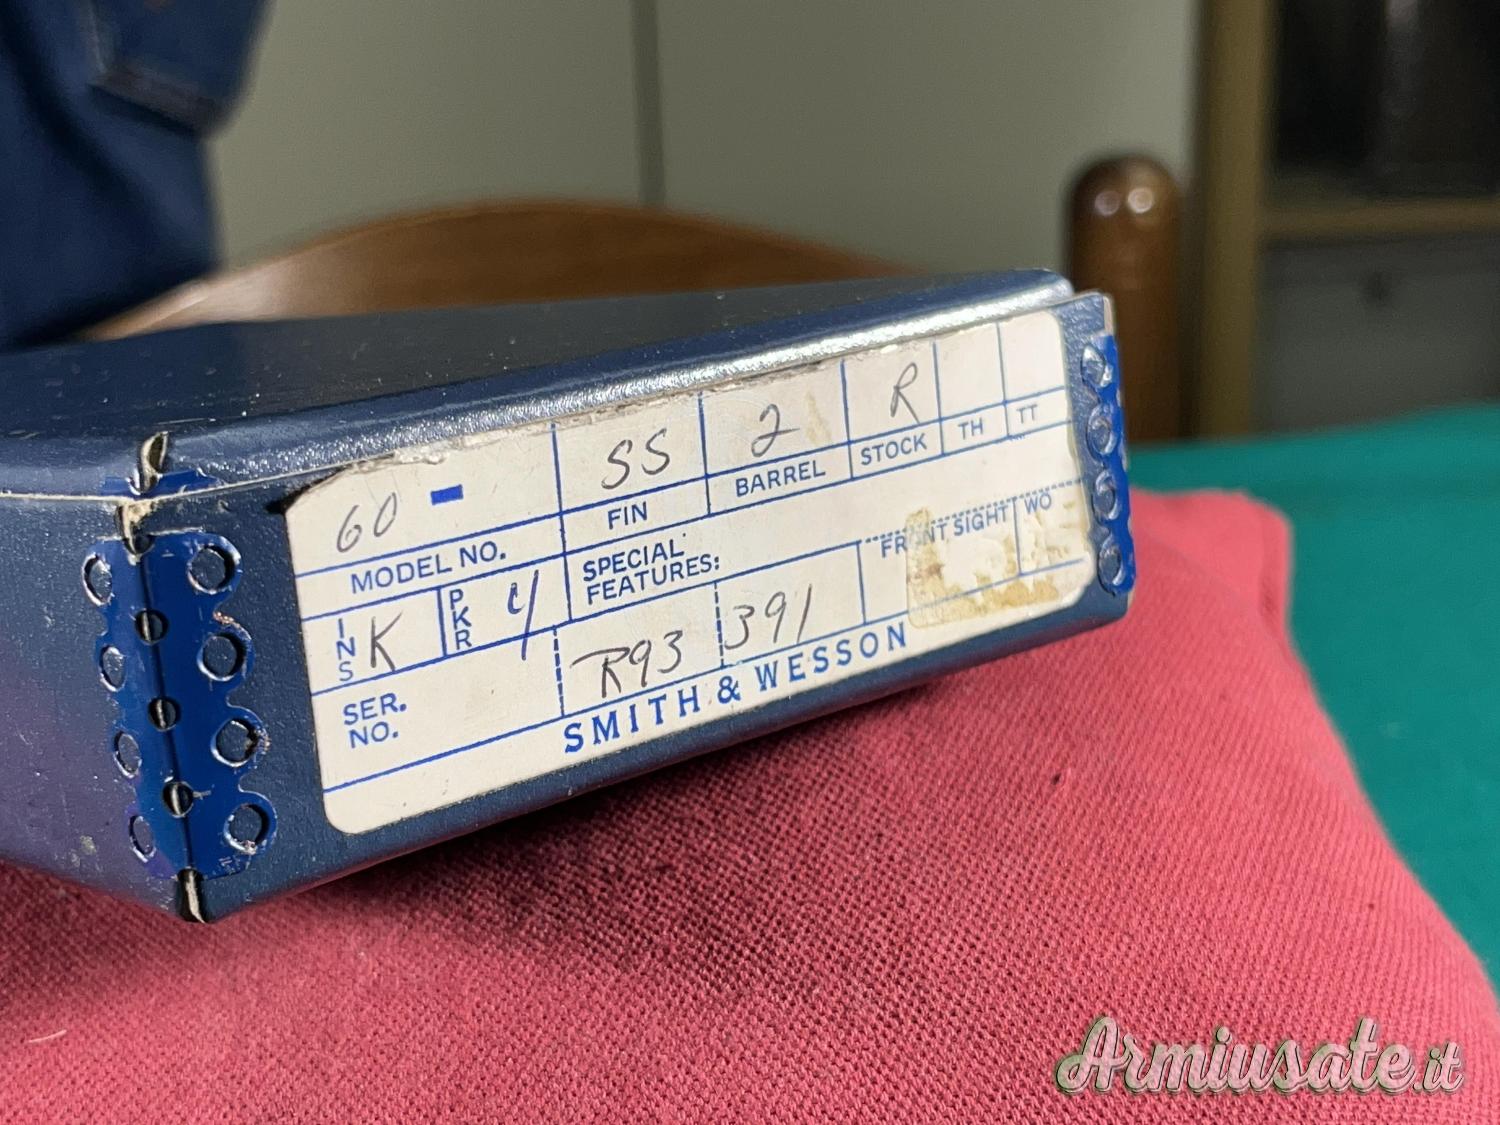 60 - SS 2 R
MODEL NO. FIN BARREL STOCK TH TT
INS K PKR 4 SPECIAL FEATURES: FRONT SIGHT WO
SER. NO. R93 391
SMITH & WESSON
Armiusate.it